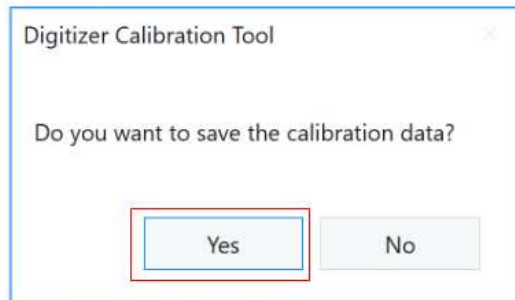 Digitizer Calibration Tool
Do you want to save the calibration data?
Yes No